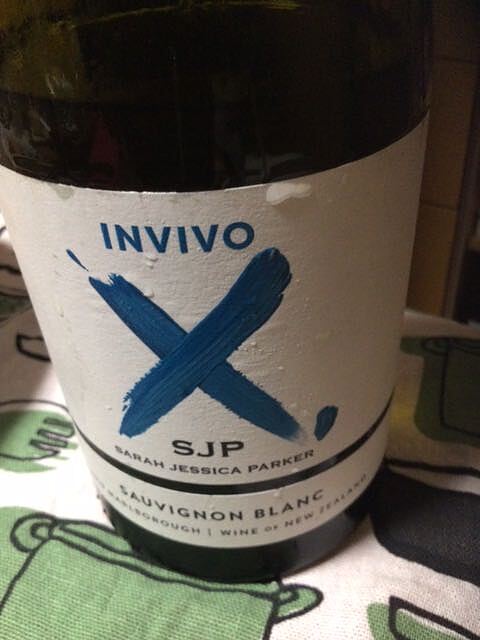 INVIVO
X,
SJP
SARAH JESSICA PARKER
SAUVIGNON BLANC
MARLBOROUGH | WINE OF NEW ZEALAND